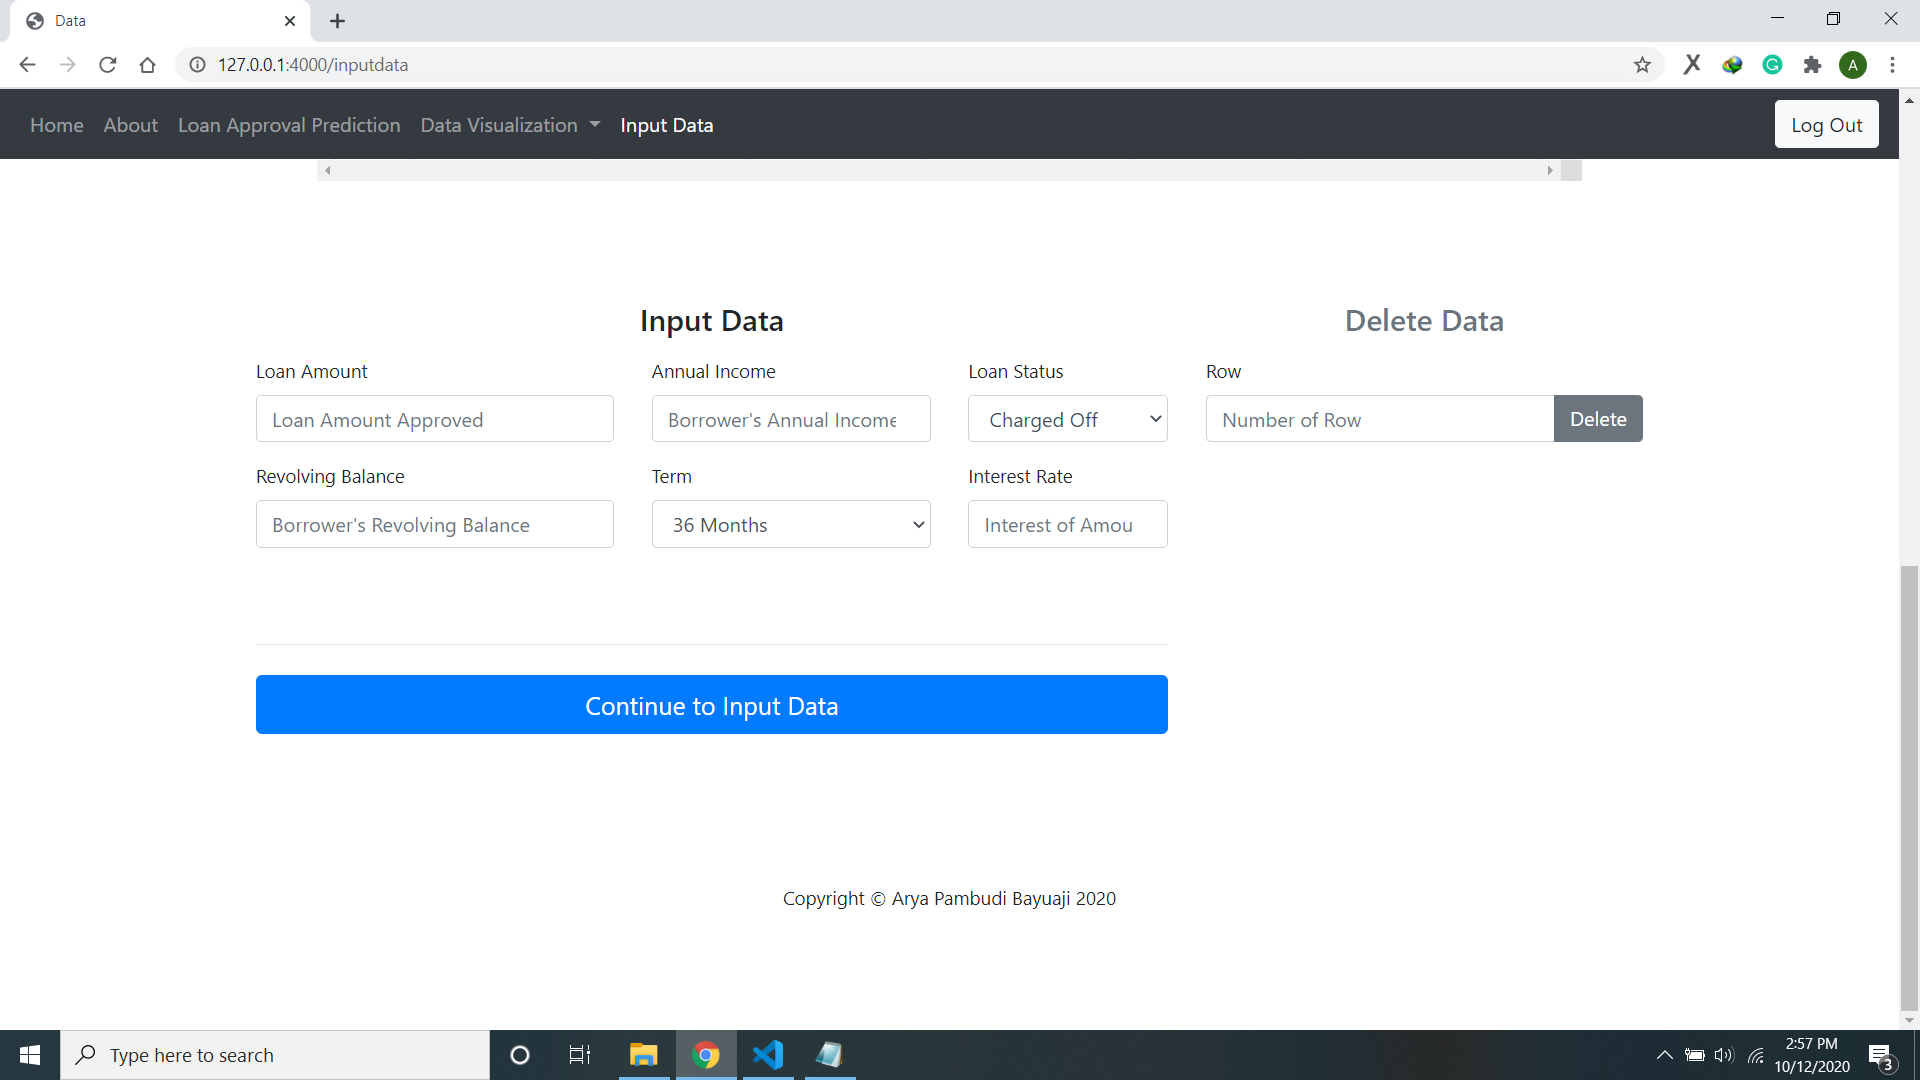 Data
127.0.0.1:4000/inputdata
A
Home About Loan Approval Prediction Data Visualization Input Data Log Out
Input Data Delete Data
Loan Amount Annual Income Loan Status Row
Loan Amount Approved Borrower's Annual Income Charged Off Number of Row Delete
Revolving Balance Term Interest Rate
Borrower's Revolving Balance 36 Months Interest of Amou
Continue to Input Data
Copyright © Arya Pambudi Bayuaji 2020
Type here to search
2:57 PM
10/12/2020
3